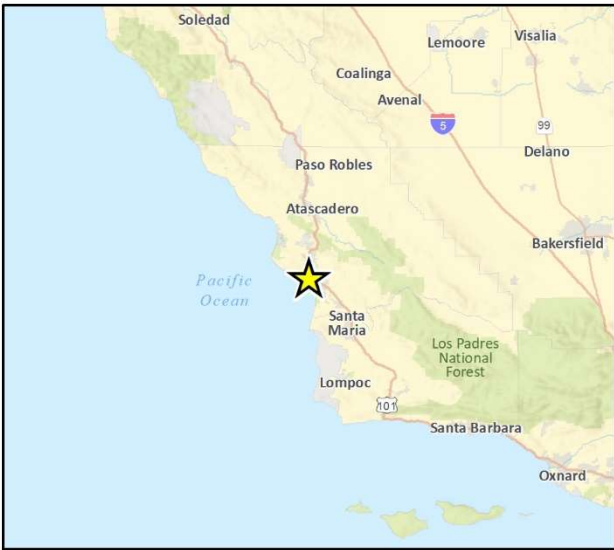 Soledad
Visalia
Lemoore
Coalinga
Avenal
5
99
Delano
Paso Robles
Atascadero
Bakersfield
Pacific
Ocean
Santa
Maria
Los Padres
National
Forest
Lompoc
101
Santa Barbara
Oxnard